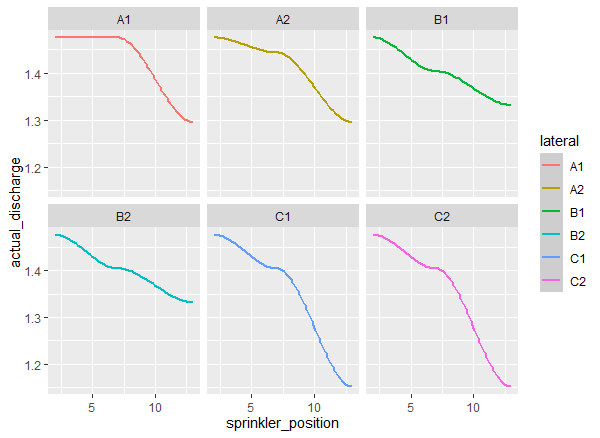 A1 A2 B1
1.4
1.3
1.2
B2 C1 C2
1.4
1.3
1.2
5 10 5 10 5 10
sprinkler_position
actual_discharge
lateral
A1
A2
B1
B2
C1
C2